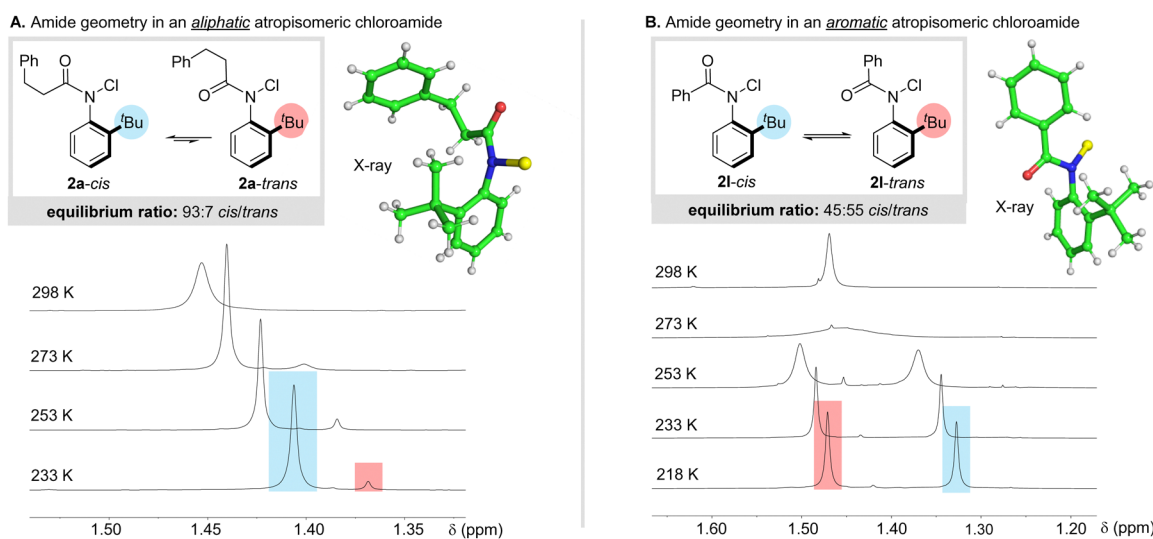 A. Amide geometry in an aliphatic atropisomeric chloroamide
Ph
O
N
Cl
tBu
2a-cis
Ph
O
N
Cl
tBu
2a-trans
equilibrium ratio: 93:7 cis/trans
X-ray
298 K
273 K
253 K
233 K
1.50
1.45
1.40
1.35
δ (ppm)
B. Amide geometry in an aromatic atropisomeric chloroamide
O
Ph
N
Cl
tBu
2l-cis
Ph
O
N
Cl
tBu
2l-trans
equilibrium ratio: 45:55 cis/trans
X-ray
298 K
273 K
253 K
233 K
218 K
1.60
1.50
1.40
1.30
1.20
δ (ppm)